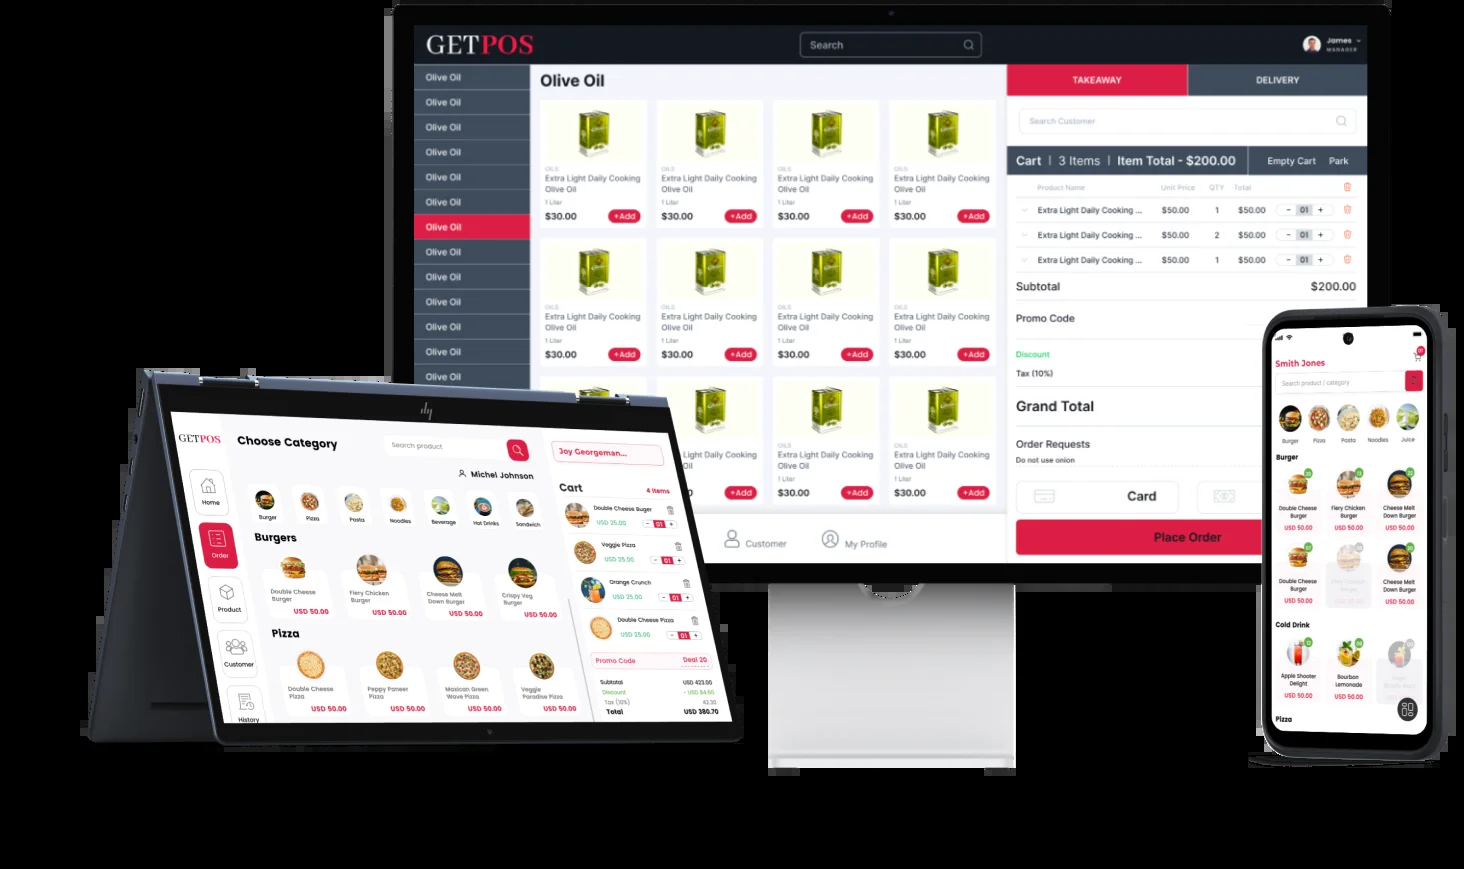 GETPOS
Search
James
MANAGER
Olive Oil
Olive Oil
Olive Oil
Olive Oil
Olive Oil
Olive Oil
Olive Oil
Olive Oil
Olive Oil
Olive Oil
Olive Oil
Olive Oil
Olive Oil
Olive Oil
OILS
Extra Light Daily Cooking
Olive Oil
1 Liter
$30.00 +Add
OILS
Extra Light Daily Cooking
Olive Oil
1 Liter
$30.00 +Add
OILS
Extra Light Daily Cooking
Olive Oil
1 Liter
$30.00 +Add
OILS
Extra Light Daily Cooking
Olive Oil
1 Liter
$30.00 +Add
OILS
Extra Light Daily Cooking
Olive Oil
1 Liter
$30.00 +Add
OILS
Extra Light Daily Cooking
Olive Oil
1 Liter
$30.00 +Add
OILS
Extra Light Daily Cooking
Olive Oil
1 Liter
$30.00 +Add
OILS
Extra Light Daily Cooking
Olive Oil
1 Liter
$30.00 +Add
Light Daily Cooking
Oil
+Add
OILS
Extra Light Daily Cooking
Olive Oil
1 Liter
$30.00 +Add
OILS
Extra Light Daily Cooking
Olive Oil
1 Liter
$30.00 +Add
Customer
My Profile
TAKEAWAY DELIVERY
Search Customer
Cart | 3 Items | Item Total - $200.00 Empty Cart Park
Product Name Unit Price QTY Total
Extra Light Daily Cooking ... $50.00 1 $50.00 - 01 +
Extra Light Daily Cooking ... $50.00 2 $50.00 - 01 +
Extra Light Daily Cooking ... $50.00 1 $50.00 - 01 +
Subtotal $200.00
Promo Code
Discount
Tax (10%)
Grand Total
Order Requests
Do not use onion
Card
Place Order
hp
GETPOS
Choose Category
Search product
Michel Johnson
Home
Order
Product
Customer
History
Burger
Pizza
Pasta
Noodles
Beverage
Hot Drinks
Sandwich
Burgers
Double Cheese
Burger
USD 50.00
Fiery Chicken
Burger
USD 50.00
Cheese Melt
Down Burger
USD 50.00
Crispy Veg
Burger
USD 50.00
Pizza
Double Cheese
Pizza
USD 50.00
Peppy Paneer
Pizza
USD 50.00
Maxican Green
Wave Pizza
USD 50.00
Veggie
Paradise Pizza
USD 50.00
Joy Georgeman...
Cart 4 Items
Double Cheese Buger
USD 25.00 - 01 +
Veggie Pizza
USD 25.00 - 01 +
Orange Crunch
USD 25.00 - 01 +
Double Cheese Pizza
USD 25.00 - 01 +
Promo Code Deal 20
Subtotal USD 423.00
Discount
Tax (10%)
Total USD 380.70
Smith Jones
Search product / category
Burger
Pizza
Pasta
Noodles
Juice
Burger
Double Cheese
Burger
USD 50.00
Fiery Chicken
Burger
USD 50.00
Cheese Melt
Down Burger
USD 50.00
Double Cheese
Burger
USD 50.00
Cheese Melt
Down Burger
USD 50.00
Cold Drink
Apple Shooter
Delight
USD 50.00
Bourbon
Lemonade
USD 50.00
Pizza